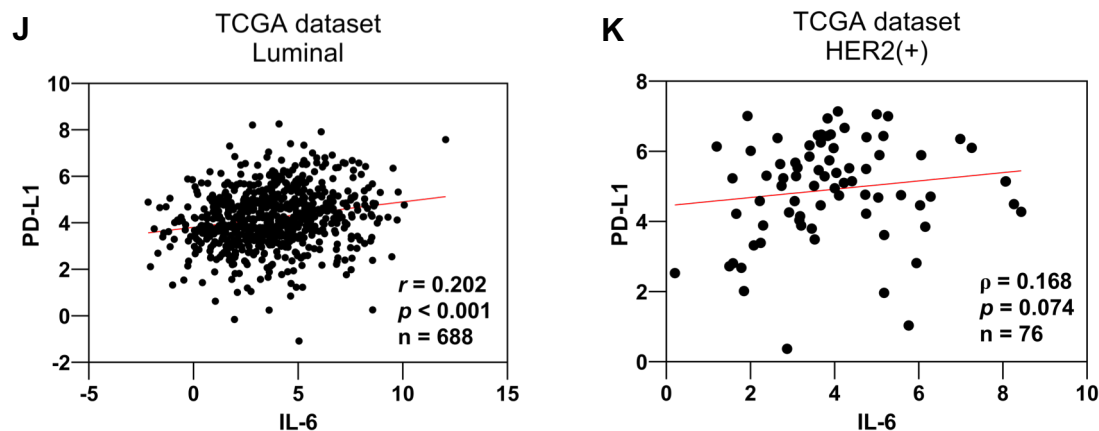 J
TCGA dataset
Luminal
10
8
6
4
2
0
-2
PD-L1
-5
0
5
10
15
IL-6
r = 0.202
p < 0.001
n = 688
K
TCGA dataset
HER2(+)
8
6
4
2
0
PD-L1
0
2
4
6
8
10
IL-6
ρ = 0.168
p = 0.074
n = 76